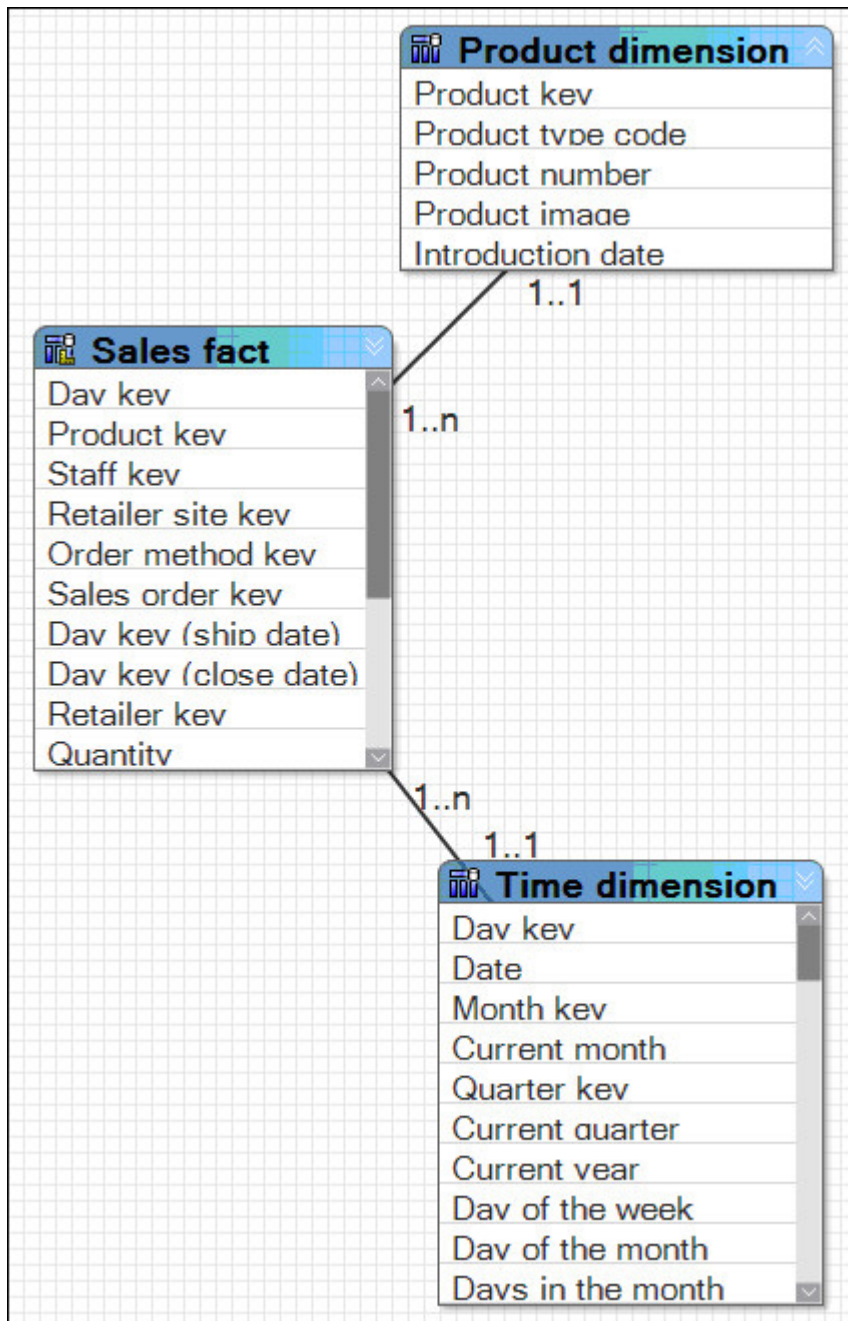 Product dimension
Product key
Product type code
Product number
Product image
Introduction date
1..1
Sales fact
Day key
Product key
Staff key
Retailer site key
Order method key
Sales order key
Day key (ship date)
Day key (close date)
Retailer key
Quantity
1..n
1..n
1..1
Time dimension
Day key
Date
Month key
Current month
Quarter key
Current quarter
Current year
Day of the week
Day of the month
Days in the month